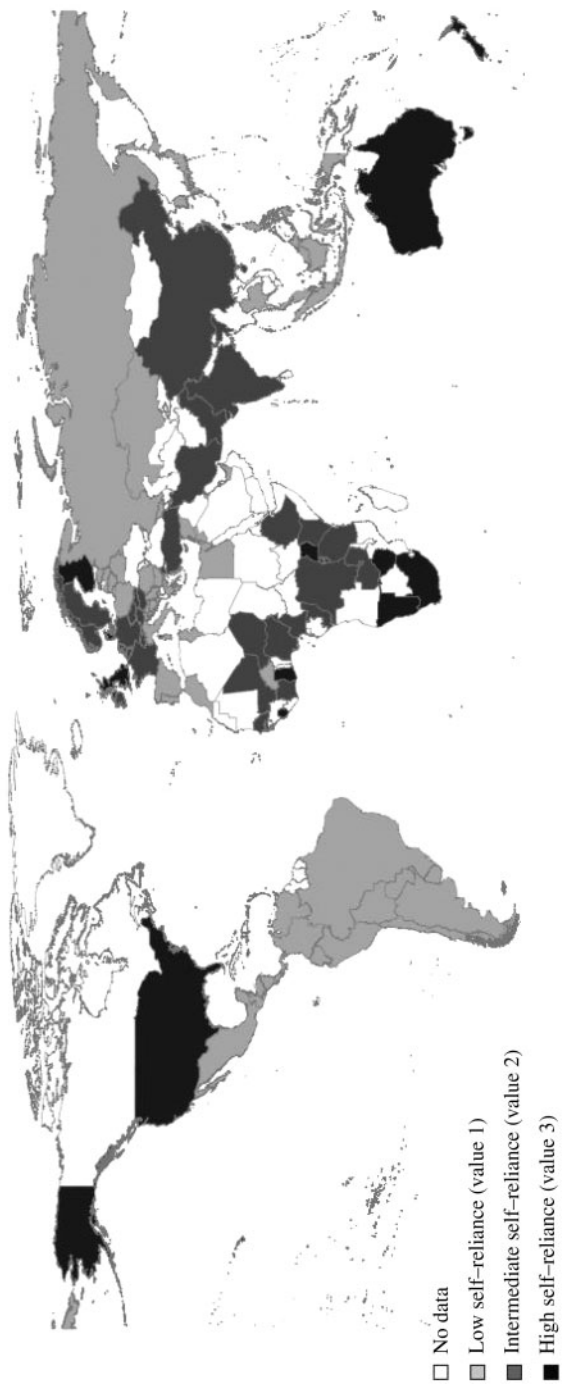 No data
Low self–reliance (value 1)
Intermediate self–reliance (value 2)
High self–reliance (value 3)